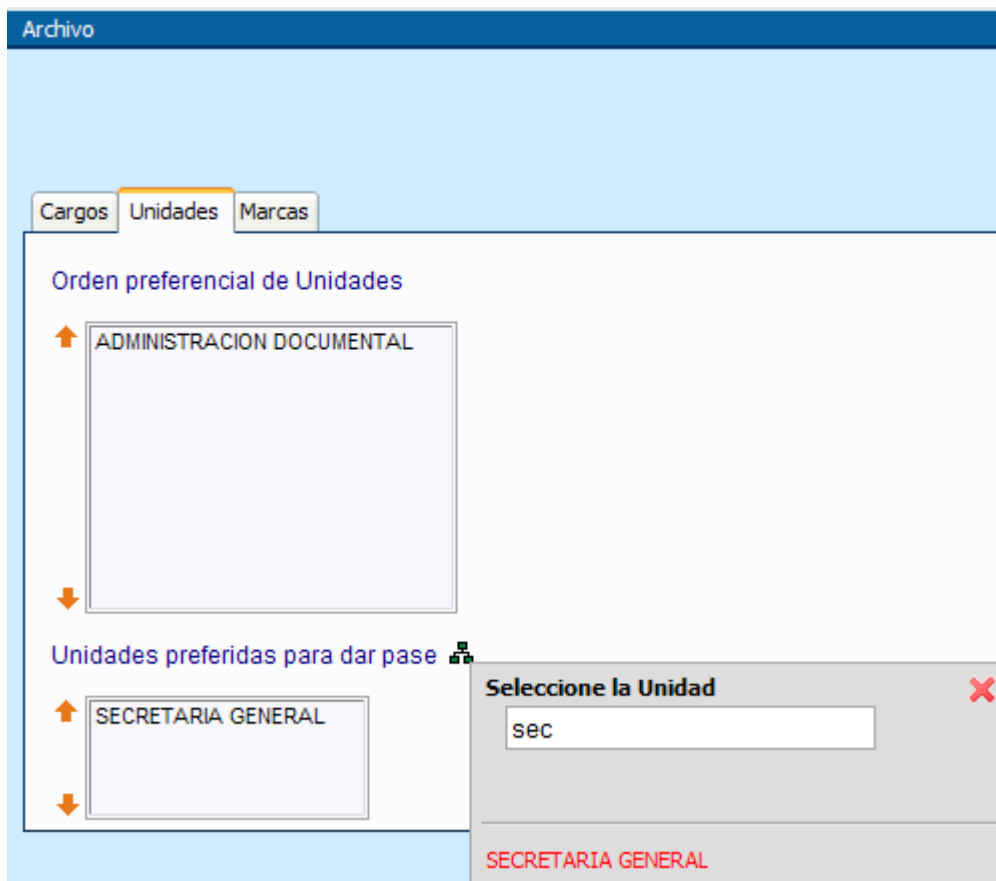 Archivo
Cargos Unidades Marcas
Orden preferencial de Unidades
ADMINISTRACION DOCUMENTAL
Unidades preferidas para dar pase
SECRETARIA GENERAL
Seleccione la Unidad
sec
SECRETARIA GENERAL